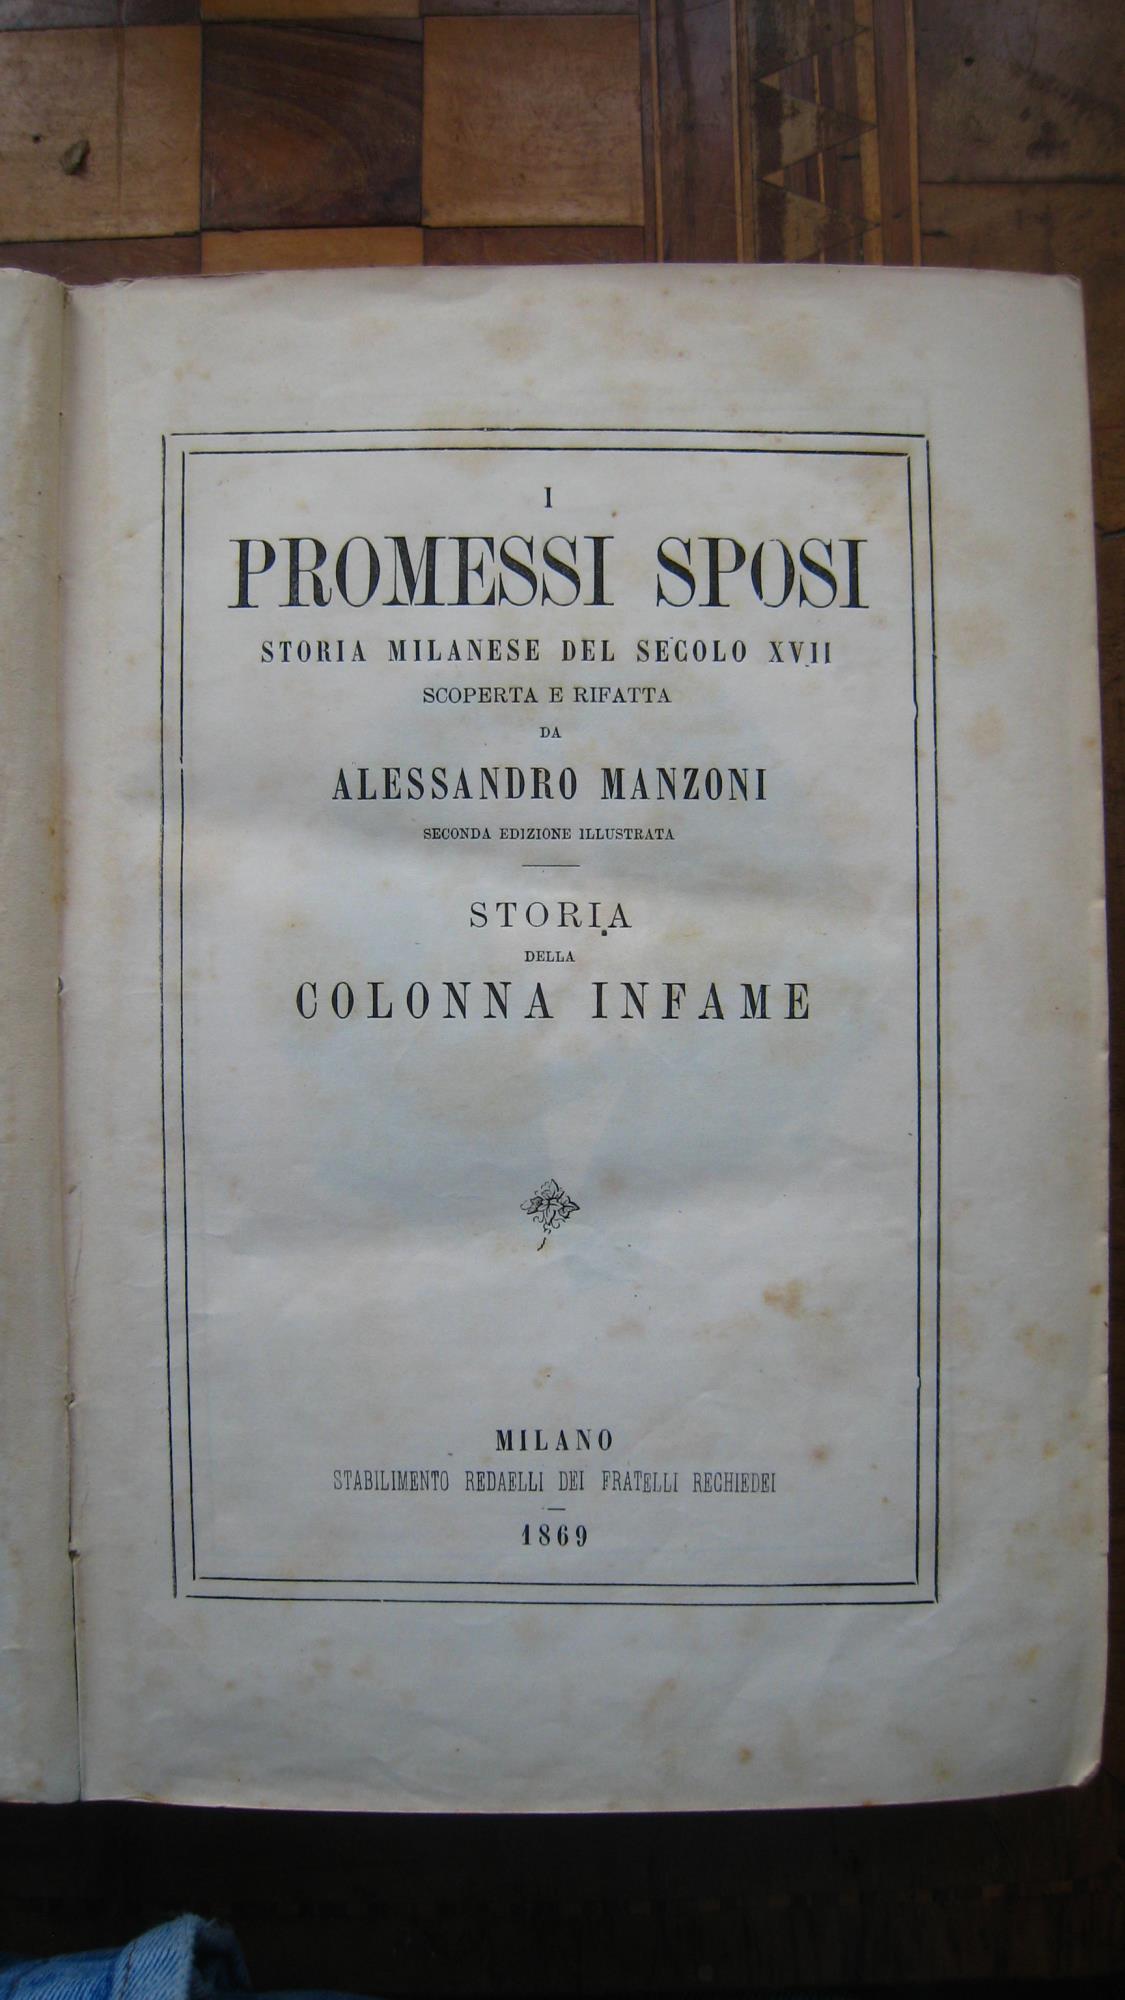 I
PROMESSI SPOSI
STORIA MILANESE DEL SECOLO XVII
SCOPERTA E RIFATTA
DA
ALESSANDRO MANZONI
SECONDA EDIZIONE ILLUSTRATA
STORIA
DELLA
COLONNA INFAME
MILANO
STABILIMENTO REDAELLI DEI FRATELLI RECHIEDEI
1869